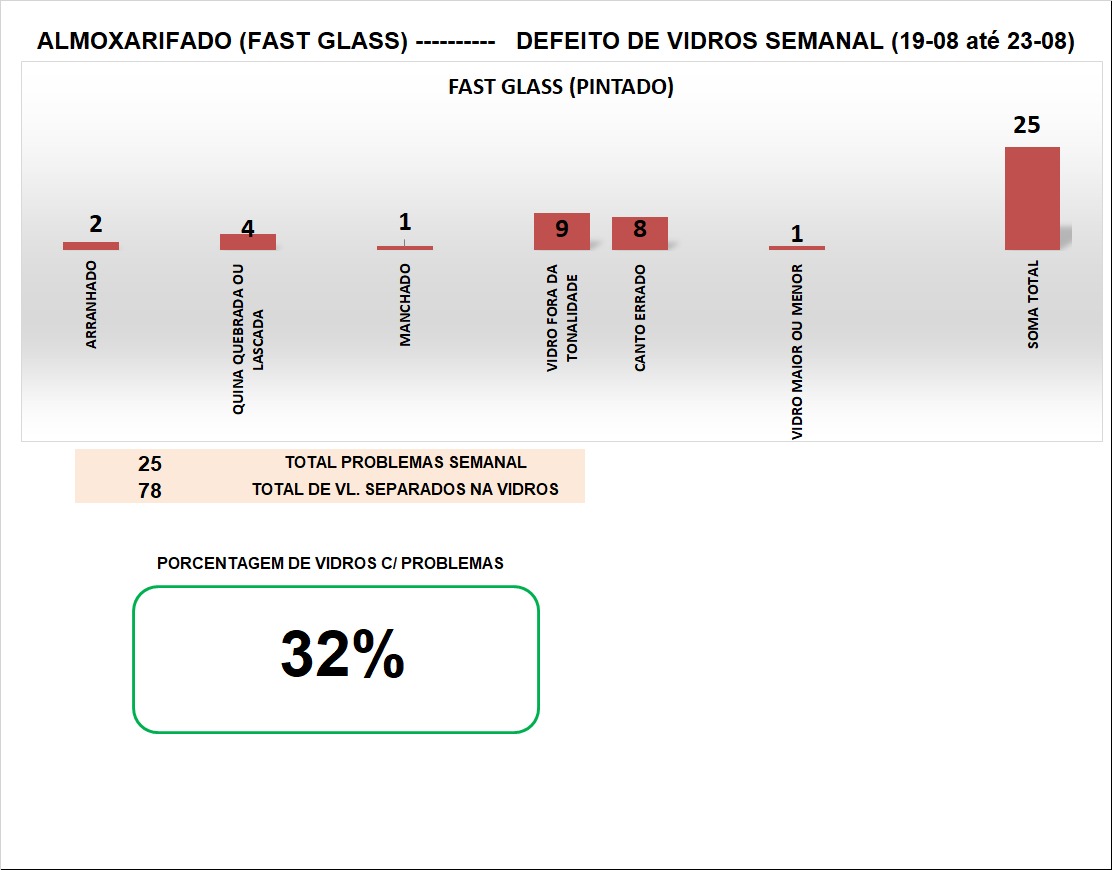 ALMOXARIFADO (FAST GLASS) ---------- DEFEITO DE VIDROS SEMANAL (19-08 até 23-08)
FAST GLASS (PINTADO)
2
4
1
9
8
1
25
ARRANHADO
QUINA QUEBRADA OU
LASCADA
MANCHADO
VIDRO FORA DA
TONALIDADE
CANTO ERRADO
VIDRO MAIOR OU MENOR
SOMA TOTAL
25 TOTAL PROBLEMAS SEMANAL
78 TOTAL DE VL. SEPARADOS NA VIDROS
PORCENTAGEM DE VIDROS C/ PROBLEMAS
32%